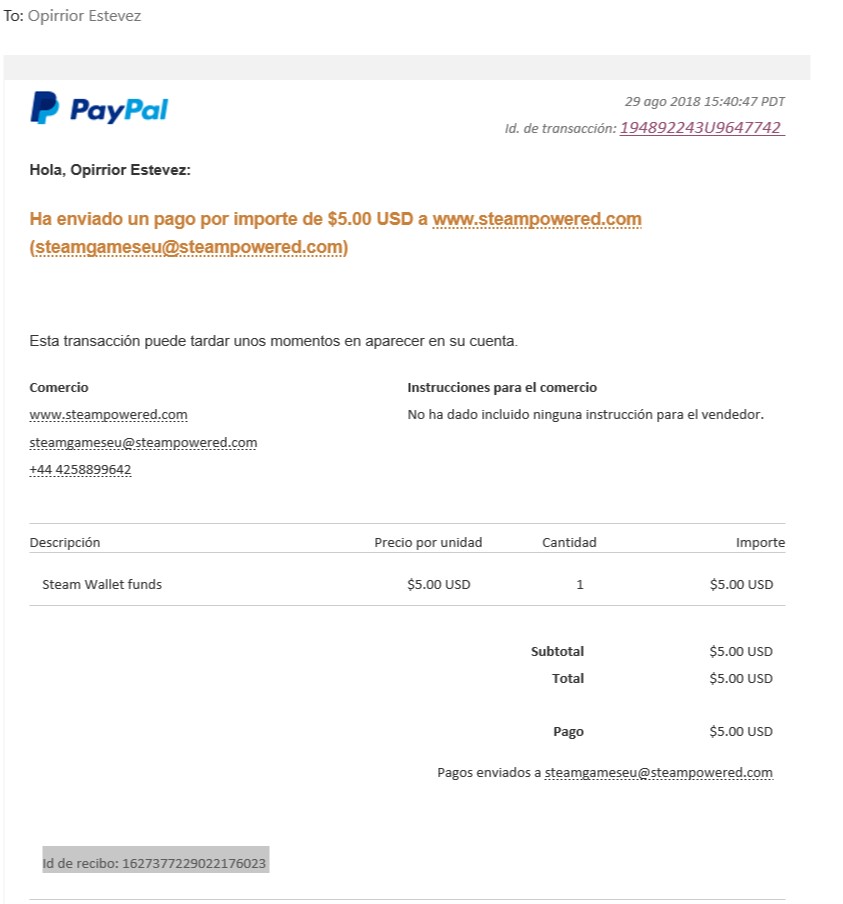 To: Opirrior Estevez
PayPal
29 ago 2018 15:40:47 PDT
Id. de transacción: 194892243U9647742
Hola, Opirrior Estevez:
Ha enviado un pago por importe de $5.00 USD a www.steampowered.com
(steamgameseu@steampowered.com)
Esta transacción puede tardar unos momentos en aparecer en su cuenta.
Comercio
www.steampowered.com
steamgameseu@steampowered.com
+44 4258899642
Instrucciones para el comercio
No ha dado incluido ninguna instrucción para el vendedor.
Descripción Precio por unidad Cantidad Importe
Steam Wallet funds $5.00 USD 1 $5.00 USD
Subtotal $5.00 USD
Total $5.00 USD
Pago $5.00 USD
Pagos enviados a steamgameseu@steampowered.com
Id de recibo: 1627377229022176023